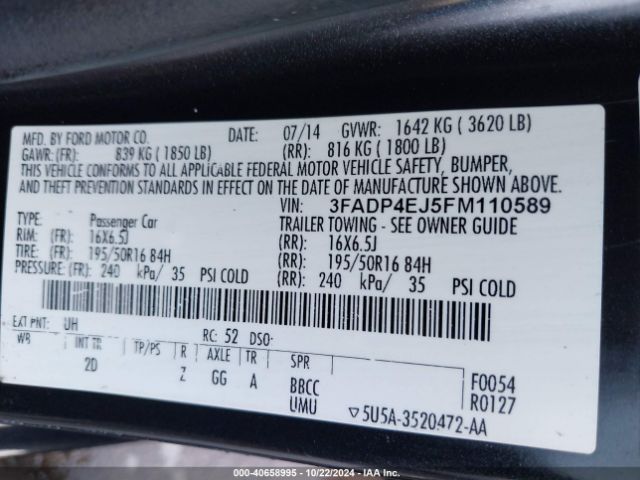 MFD. BY FORD MOTOR CO. DATE: 07/14 GVWR: 1642 KG ( 3620 LB)
GAWR: (FR): 839 KG ( 1850 LB) (RR): 816 KG ( 1800 LB)
THIS VEHICLE CONFORMS TO ALL APPLICABLE FEDERAL MOTOR VEHICLE SAFETY, BUMPER,
AND THEFT PREVENTION STANDARDS IN EFFECT ON THE DATE OF MANUFACTURE SHOWN ABOVE.
VIN: 3FADP4EJ5FM110589
TYPE: Passenger Car TRAILER TOWING - SEE OWNER GUIDE
RIM: (FR): 16X6.5J (RR): 16X6.5J
TIRE: (FR): 195/50R16 84H (RR): 195/50R16 84H
PRESSURE: (FR): 240 kPa/ 35 PSI COLD (RR): 240 kPa/ 35 PSI COLD
EXT PNT: UH RC: 52 DSO:
WB INT TR TP/PS R AXLE TR SPR
2D Z GG A BBCC F0054
UMU R0127
▽5U5A-3520472-AA
000-40658995 - 10/22/2024 - IAA Inc.